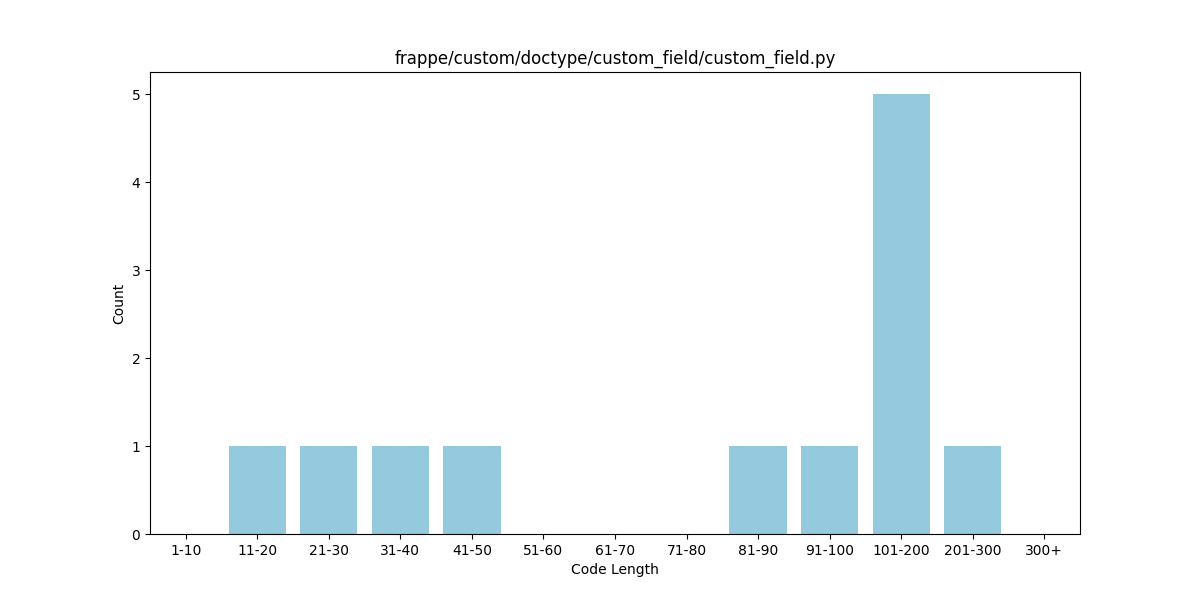 frappe/custom/doctype/custom_field/custom_field.py
5
4
3
2
1
0
Count
1-10 11-20 21-30 31-40 41-50 51-60 61-70 71-80 81-90 91-100 101-200 201-300 300+
Code Length